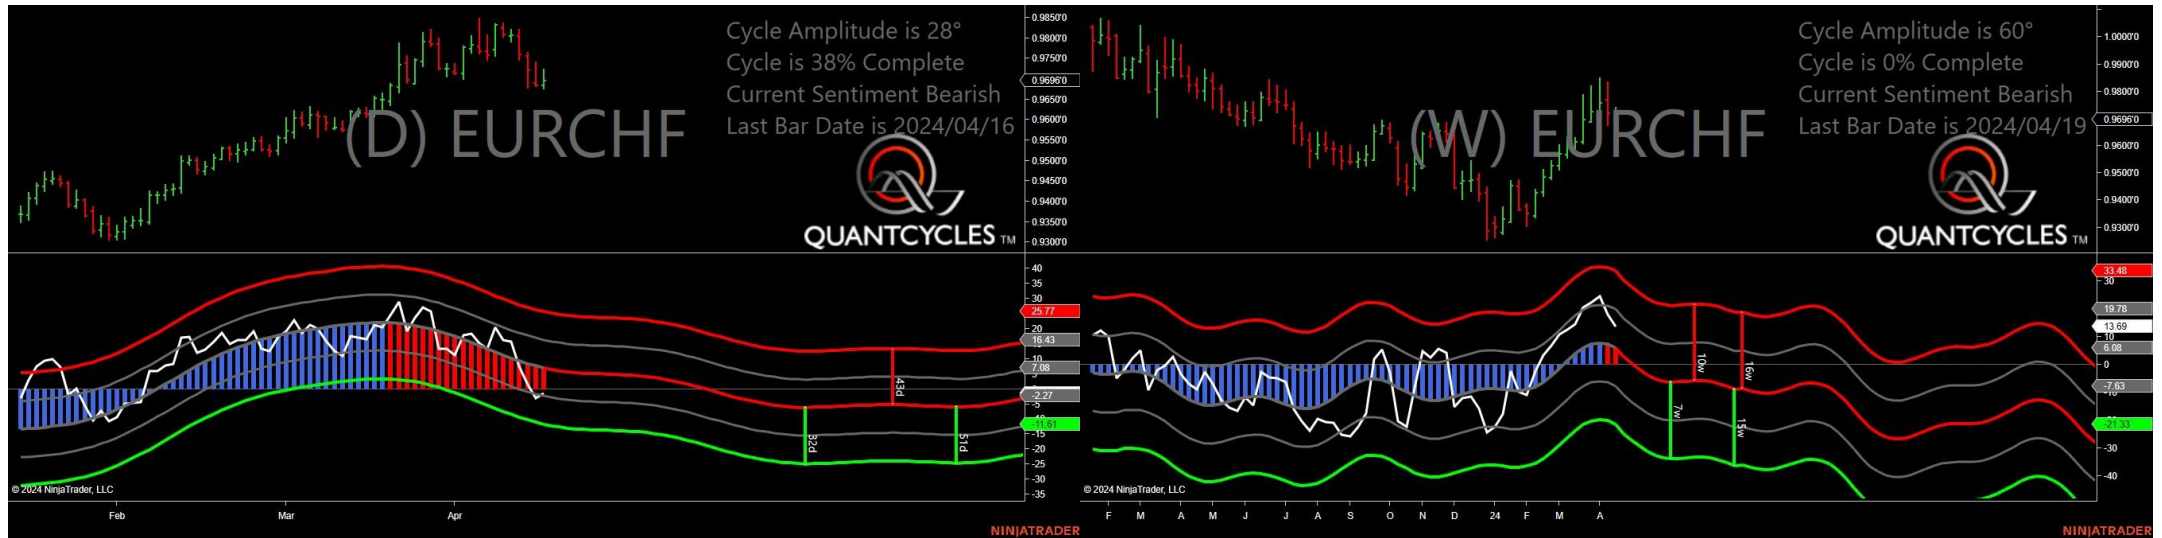 Cycle Amplitude is 28°
Cycle is 38% Complete
Current Sentiment Bearish
Last Bar Date is 2024/04/16
(D) EURCHF
QUANTCYCLES TM
0.9850'0
0.9800'0
0.9750'0
0.9696'0
0.9650'0
0.9600'0
0.9550'0
0.9500'0
0.9450'0
0.9400'0
0.9350'0
0.9300'0
40
35
30
25.77
20
16.43
10
7.08
-2.27
-5
-11.61
-15
-20
-25
-30
-35
32d
43d
51d
© 2024 NinjaTrader, LLC
Feb Mar Apr
NINJATRADER
Cycle Amplitude is 60°
Cycle is 0% Complete
Current Sentiment Bearish
Last Bar Date is 2024/04/19
(W) EURCHF
QUANTCYCLES TM
1.0000'0
0.9900'0
0.9800'0
0.9696'0
0.9600'0
0.9500'0
0.9400'0
0.9300'0
33.48
30
19.78
13.69
10
6.08
0
-7.63
-21.33
-30
-40
7w
10w
15w
16w
© 2024 NinjaTrader, LLC
F M A M J J A S O N D 24 F M A
NINJATRADER